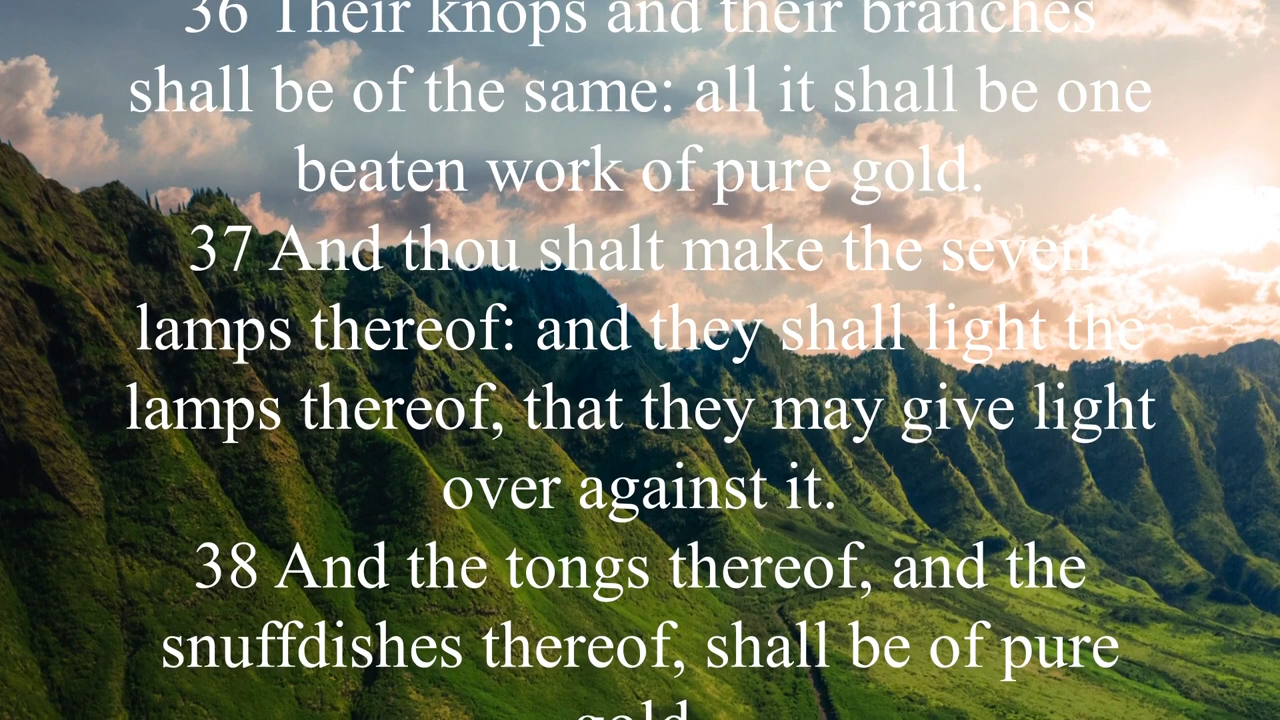 36 Their knops and their branches
shall be of the same: all it shall be one
beaten work of pure gold.
37 And thou shalt make the seven
lamps thereof: and they shall light the
lamps thereof, that they may give light
over against it.
38 And the tongs thereof, and the
snuffdishes thereof, shall be of pure
gold